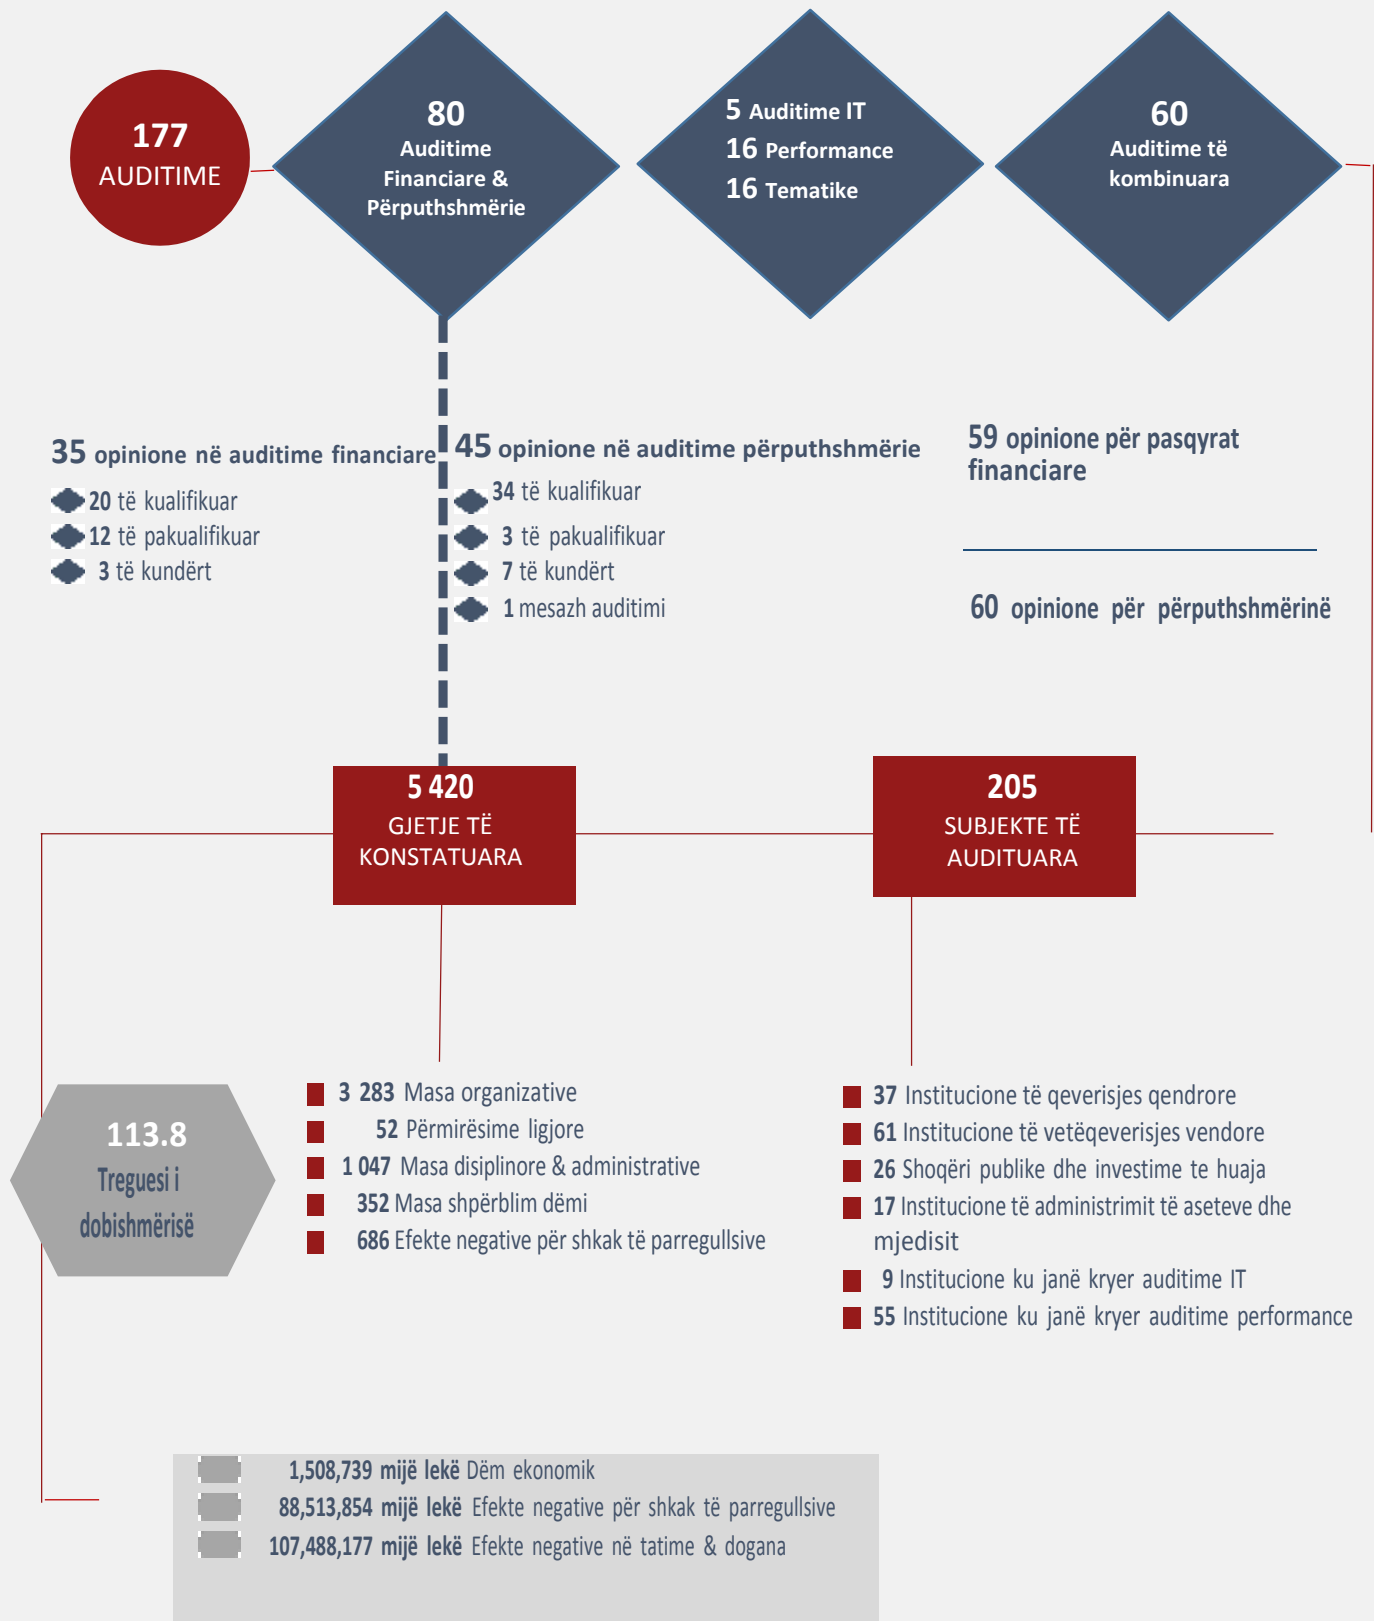 177
AUDITIME
80
Auditime
Financiare &
Përputhshmërie
5 Auditime IT
16 Performance
16 Tematike
60
Auditime të
kombinuara
35 opinione në auditime financiare
20 të kualifikuar
12 të pakualifikuar
3 të kundërt
45 opinione në auditime përputhshmërie
34 të kualifikuar
3 të pakualifikuar
7 të kundërt
1 mesazh auditimi
59 opinione për pasqyrat
financiare
60 opinione për përputhshmërinë
5 420
GJETJE TË
KONSTATUARA
205
SUBJEKTE TË
AUDITUARA
113.8
Treguesi i
dobishmërisë
3 283 Masa organizative
52 Përmirësime ligjore
1 047 Masa disiplinore & administrative
352 Masa shpërblim dëmi
686 Efekte negative për shkak të parregullsive
37 Institucione të qeverisjes qendrore
61 Institucione të vetëqeverisjes vendore
26 Shoqëri publike dhe investime te huaja
17 Institucione të administrimit të aseteve dhe
mjedisit
9 Institucione ku janë kryer auditime IT
55 Institucione ku janë kryer auditime performance
1,508,739 mijë lekë Dëm ekonomik
88,513,854 mijë lekë Efekte negative për shkak të parregullsive
107,488,177 mijë lekë Efekte negative në tatime & dogana